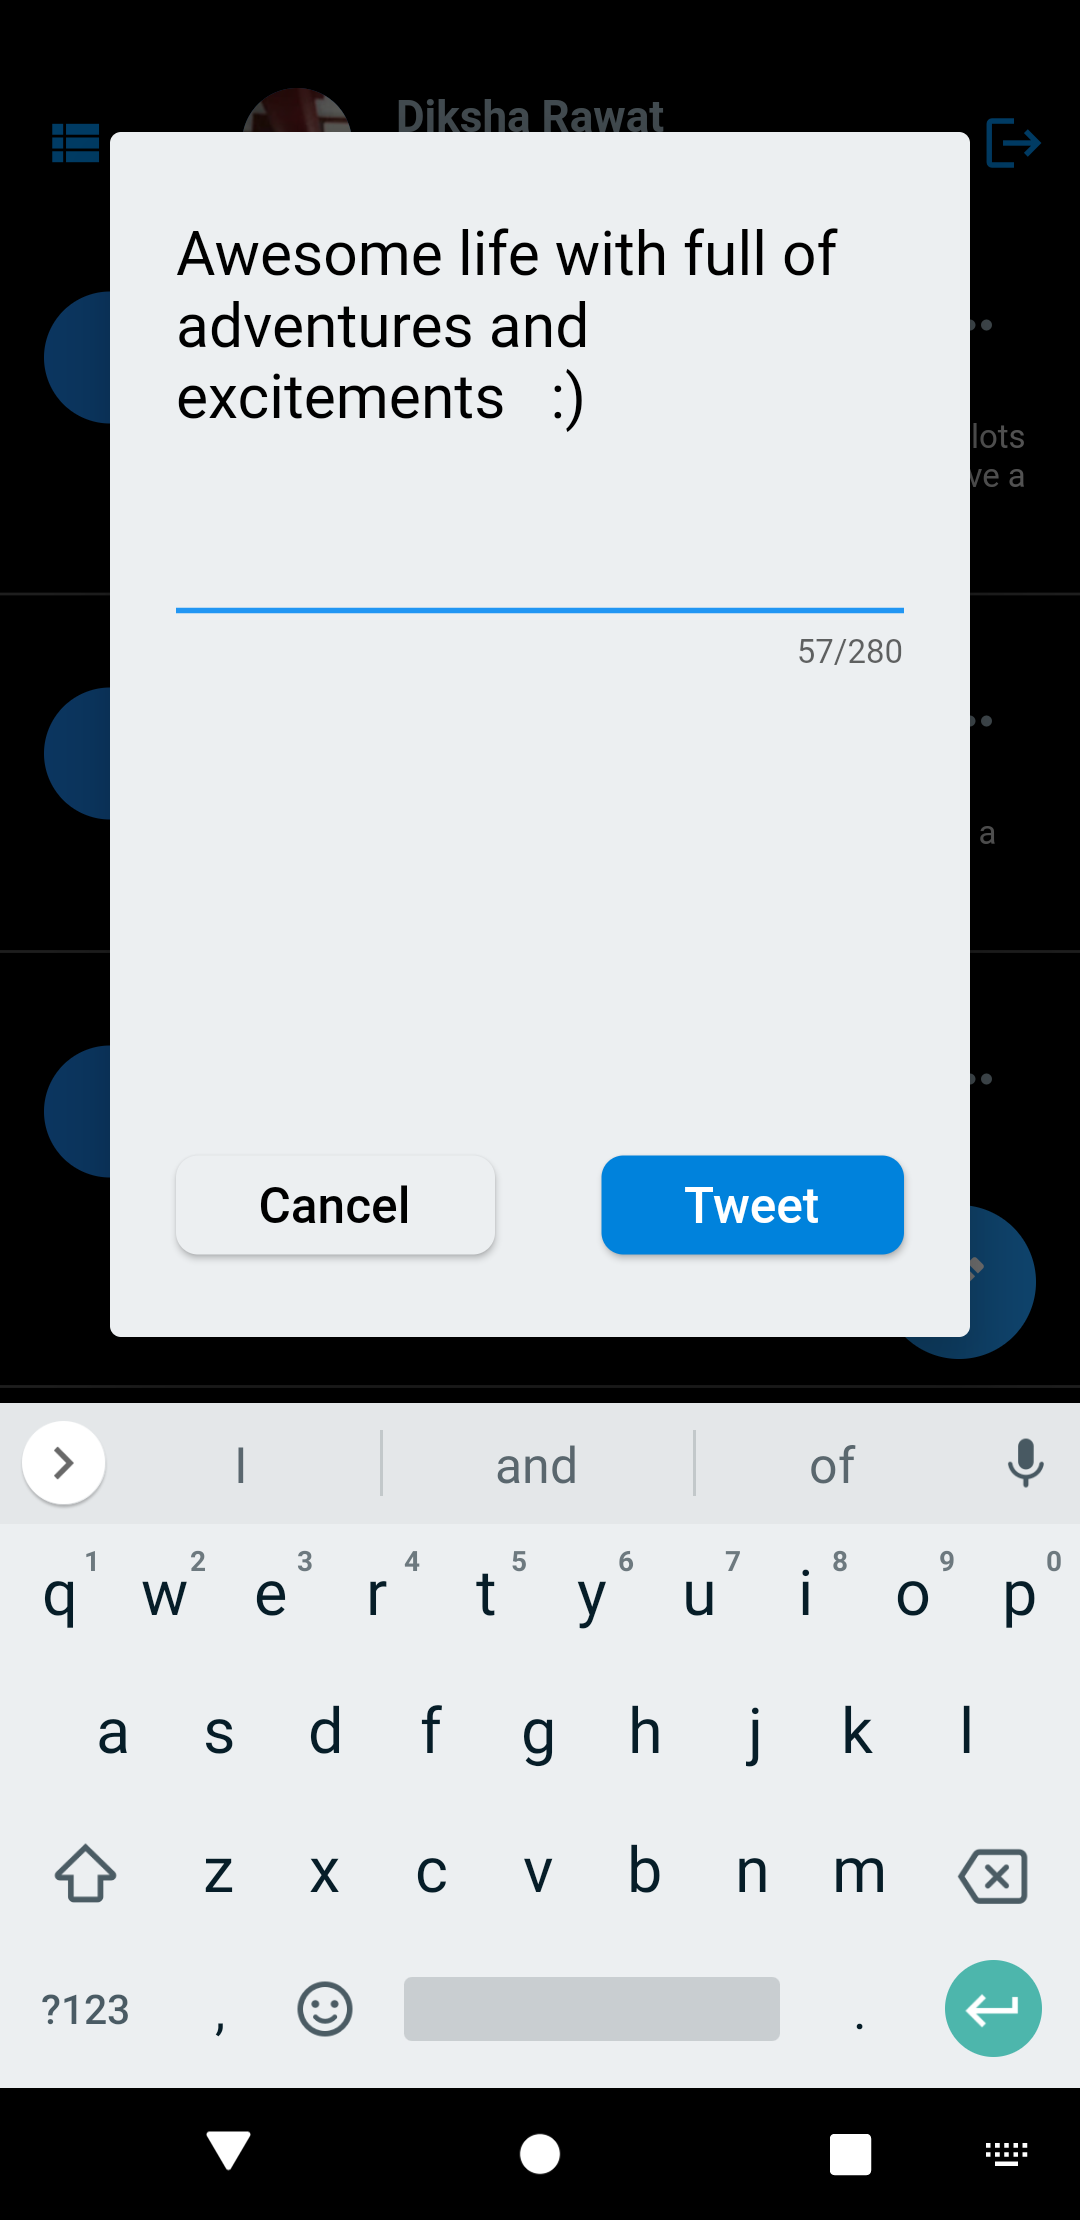 Diksha Rawat
Awesome life with full of
adventures and
excitements   :)
lots
ve a
57/280
a
Cancel
Tweet
I
and
of
1 2 3 4 5 6 7 8 9 0
q w e r t y u i o p
a s d f g h j k l
z x c v b n m
?123 , .